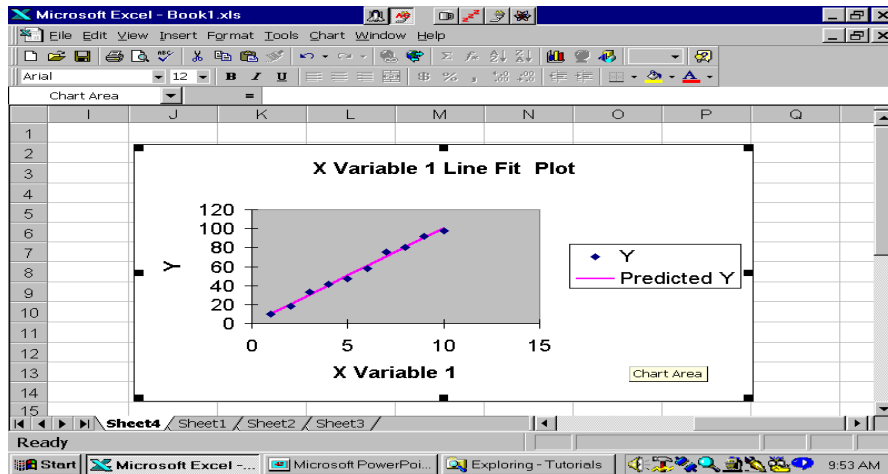 Microsoft Excel - Book1.xls
File Edit View Insert Format Tools Chart Window Help
Arial 12 B I U
Chart Area =
I J K L M N O P Q
1
2
3
4
5
6
7
8
9
10
11
12
13
14
15
X Variable 1 Line Fit Plot
Y
120
100
80
60
40
20
0
0 5 10 15
X Variable 1
Y
Predicted Y
Chart Area
Sheet4 Sheet1 Sheet2 Sheet3
Ready
Start Microsoft Excel -... Microsoft PowerPoi... Exploring - Tutorials 9:53 AM